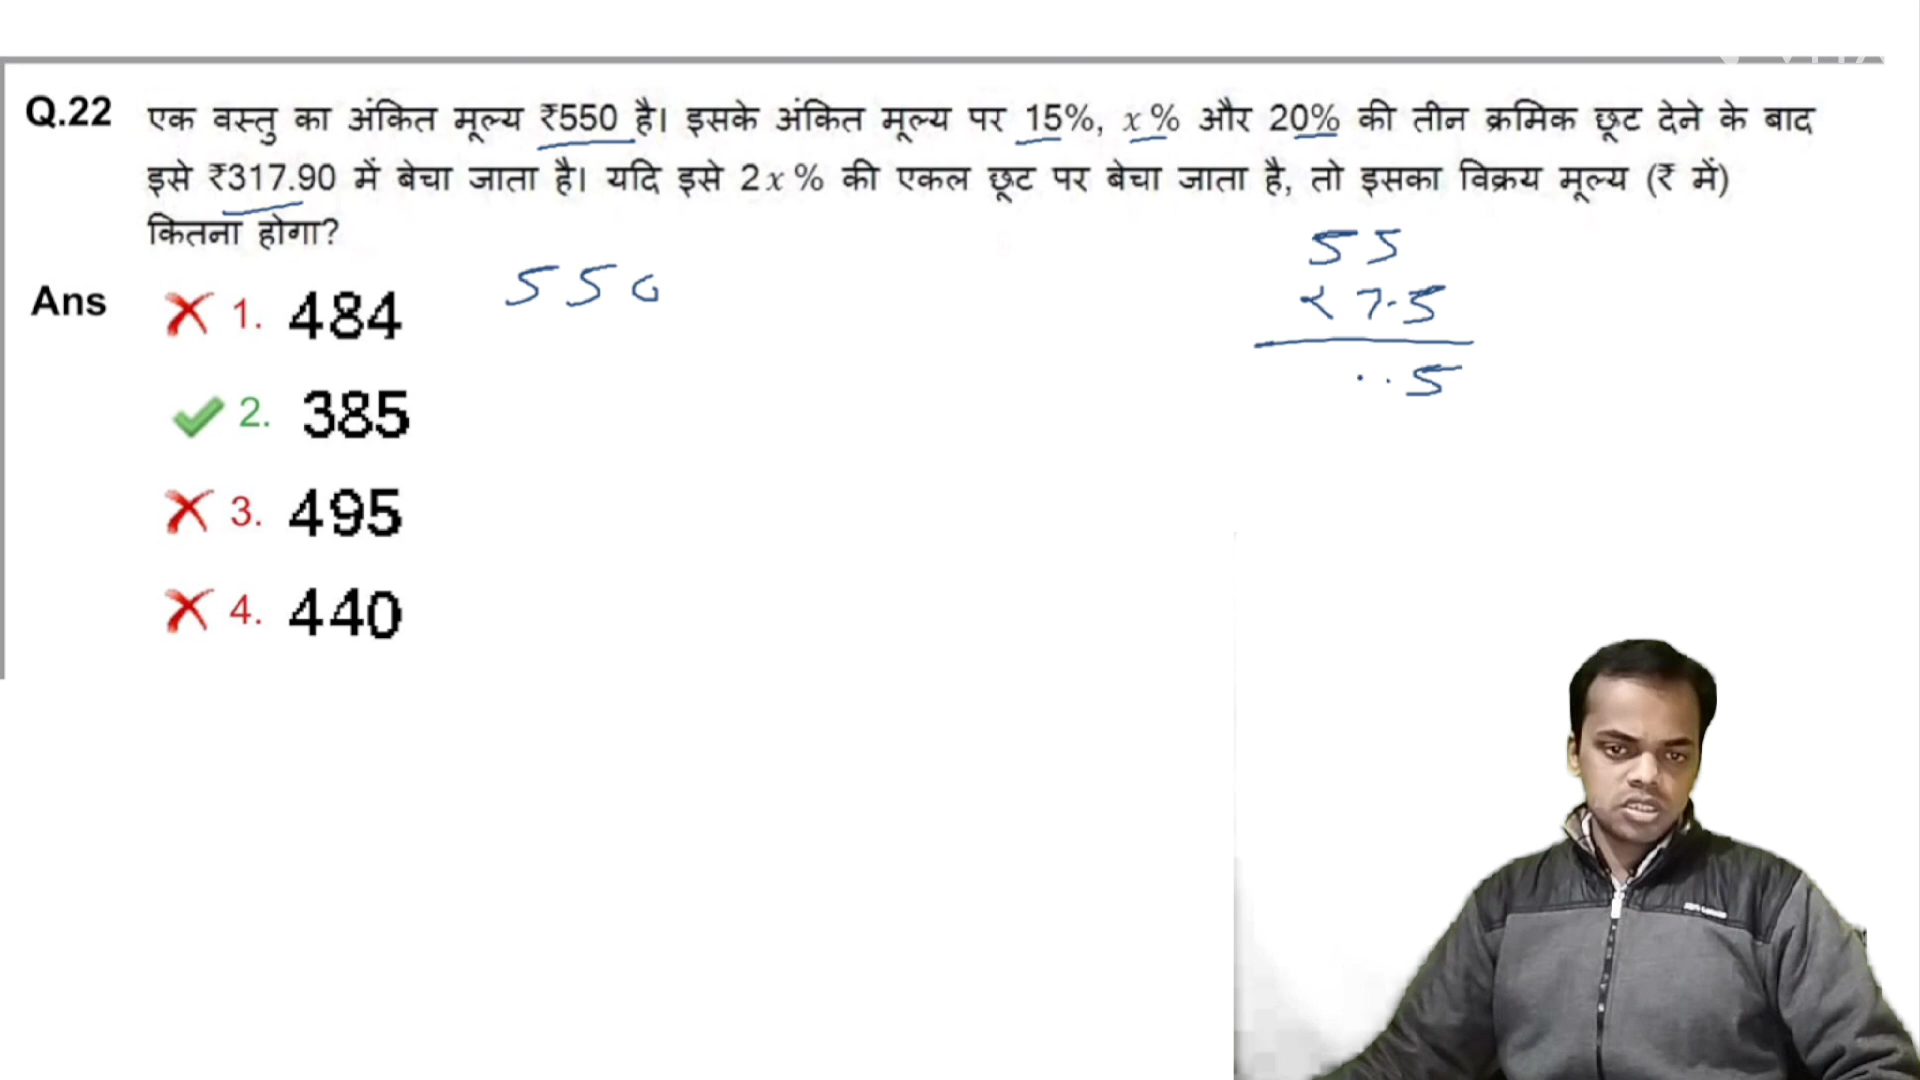 Q.22 एक वस्तु का अंकित मूल्य ₹550 है। इसके अंकित मूल्य पर 15%, x % और 20% की तीन क्रमिक छूट देने के बाद
इसे ₹317.90 में बेचा जाता है। यदि इसे 2x % की एकल छूट पर बेचा जाता है, तो इसका विक्रय मूल्य (₹ में)
कितना होगा?
Ans
1. 484
2. 385
3. 495
4. 440
550
55
7.5
..5